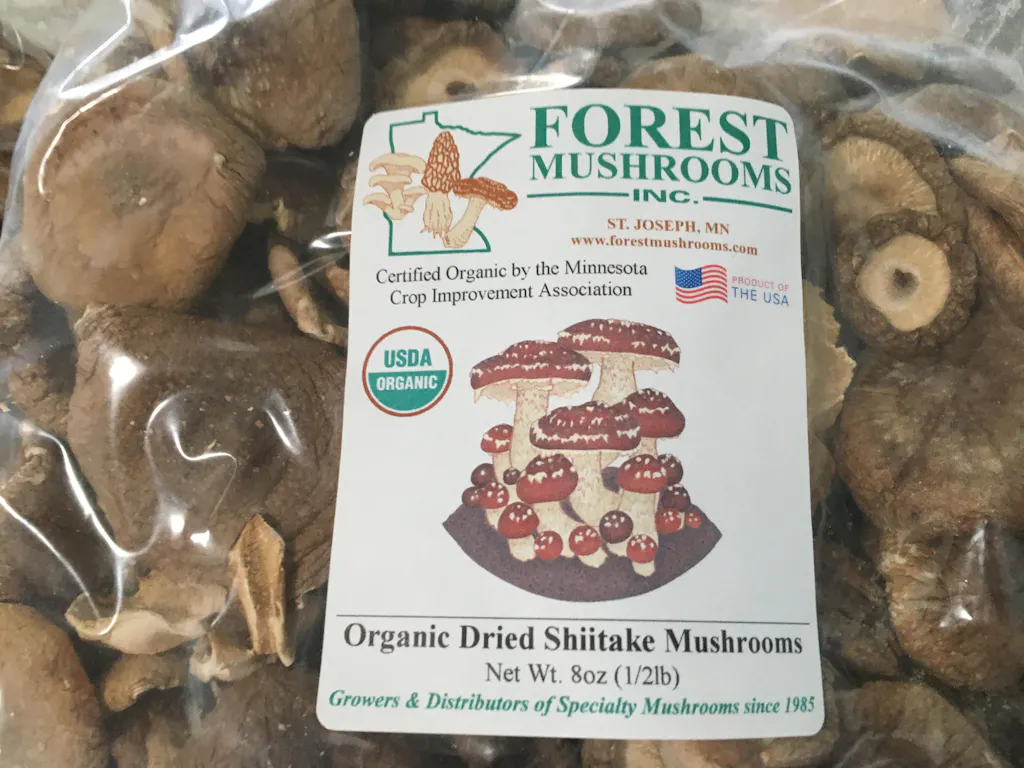 FOREST
MUSHROOMS
INC.
ST. JOSEPH, MN
www.forestmushrooms.com
Certified Organic by the Minnesota
Crop Improvement Association
PRODUCT OF
THE USA
USDA
ORGANIC
Organic Dried Shiitake Mushrooms
Net Wt. 8oz (1/2lb)
Growers & Distributors of Specialty Mushrooms since 1985